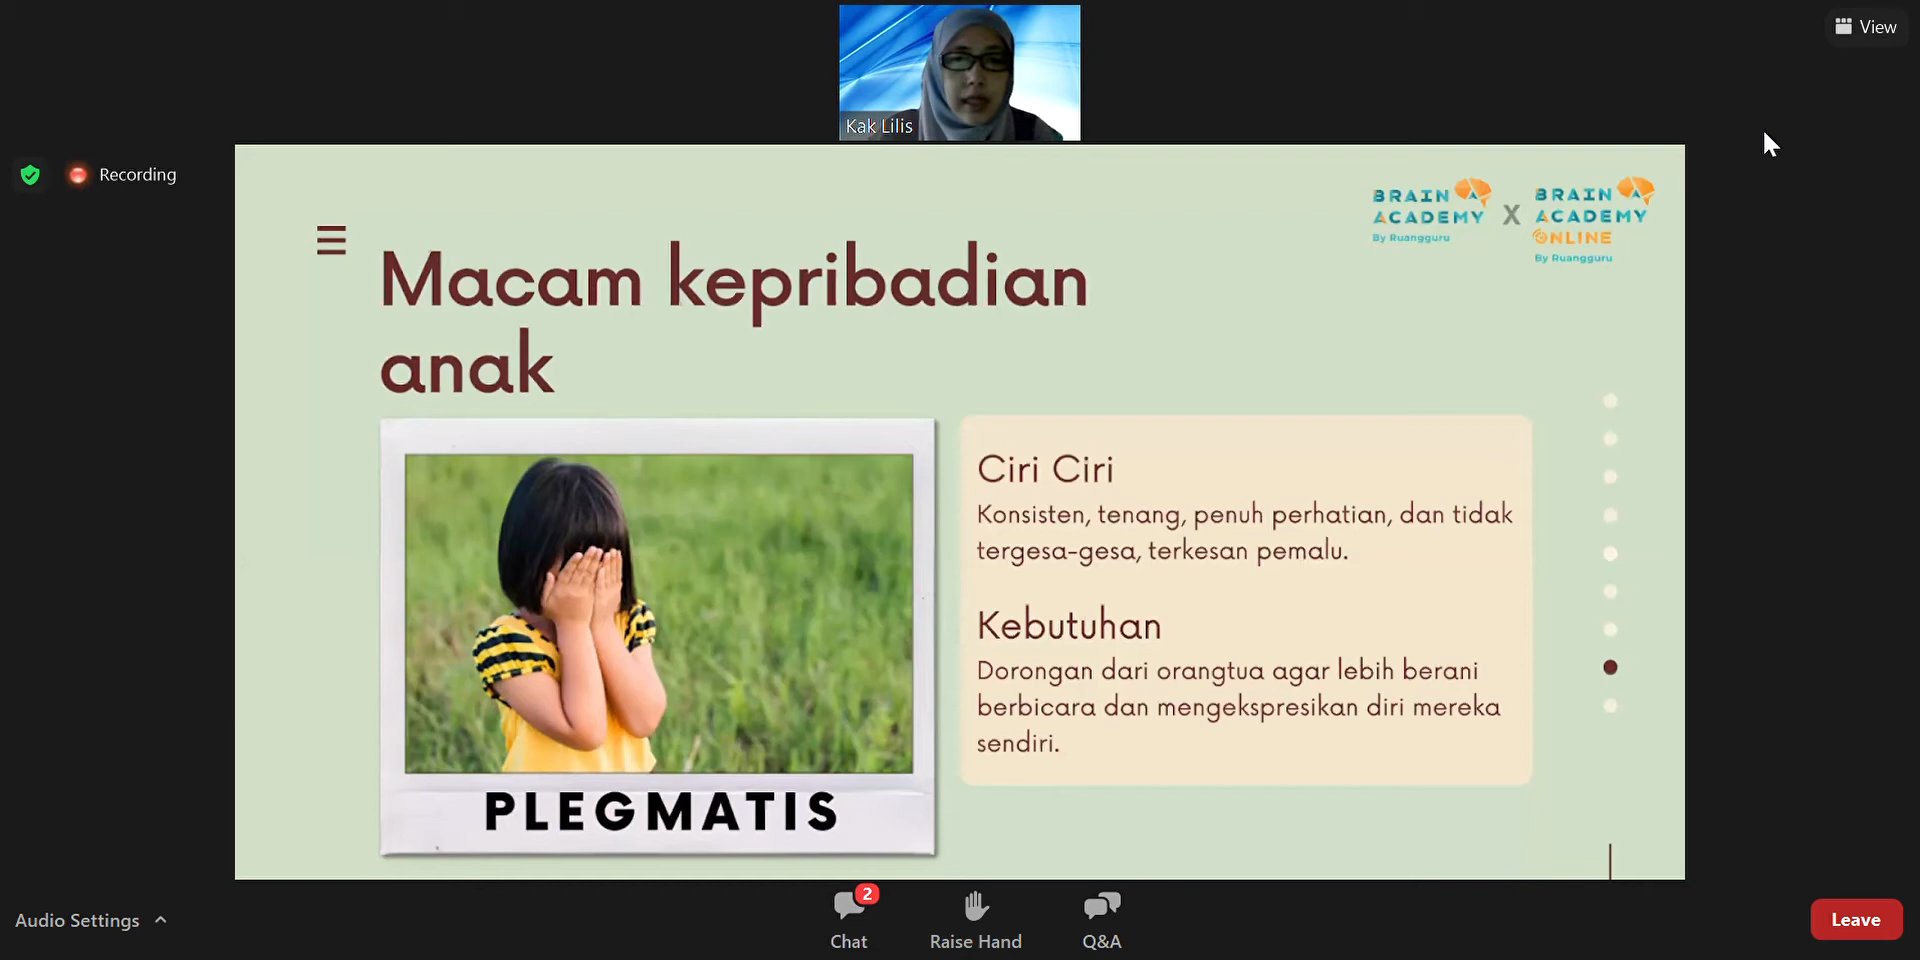 View
Kak Lilis
Recording
BRAIN
ACADEMY
By Ruangguru
X
BRAIN
ACADEMY
ONLINE
By Ruangguru
Macam kepribadian
anak
Ciri Ciri
Konsisten, tenang, penuh perhatian, dan tidak
tergesa-gesa, terkesan pemalu.
Kebutuhan
Dorongan dari orangtua agar lebih berani
berbicara dan mengekspresikan diri mereka
sendiri.
PLEGMATIS
Audio Settings
2
Chat
Raise Hand
Q&A
Leave